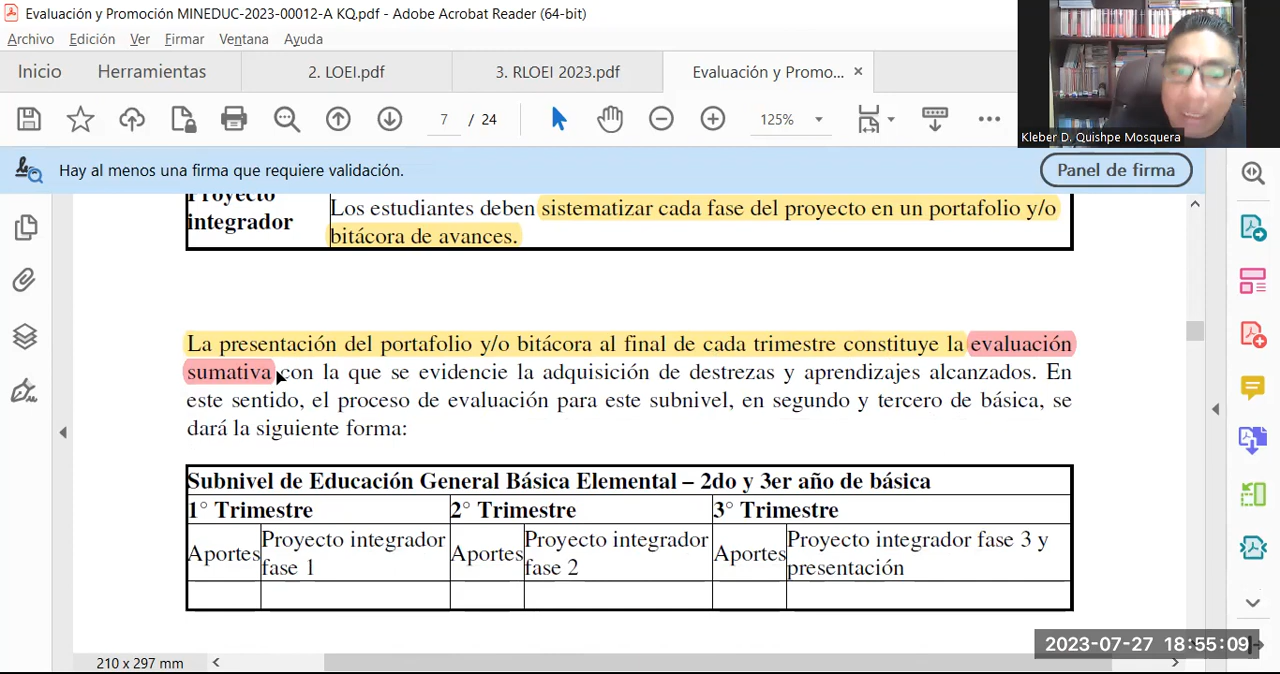 Evaluación y Promoción MINEDUC-2023-00012-A KQ.pdf - Adobe Acrobat Reader (64-bit)
Archivo Edición Ver Firmar Ventana Ayuda
Inicio Herramientas 2. LOEI.pdf 3. RLOEI 2023.pdf Evaluación y Promo... ×
7 / 24 125%
Kleber D. Quishpe Mosquera
Hay al menos una firma que requiere validación. Panel de firma
Proyecto
integrador
Los estudiantes deben sistematizar cada fase del proyecto en un portafolio y/o
bitácora de avances.
La presentación del portafolio y/o bitácora al final de cada trimestre constituye la evaluación
sumativa con la que se evidencie la adquisición de destrezas y aprendizajes alcanzados. En
este sentido, el proceso de evaluación para este subnivel, en segundo y tercero de básica, se
dará la siguiente forma:
Subnivel de Educación General Básica Elemental – 2do y 3er año de básica
1° Trimestre 2° Trimestre 3° Trimestre
Aportes Proyecto integrador fase 1 Aportes Proyecto integrador fase 2 Aportes Proyecto integrador fase 3 y presentación
2023-07-27 18:55:09
210 x 297 mm